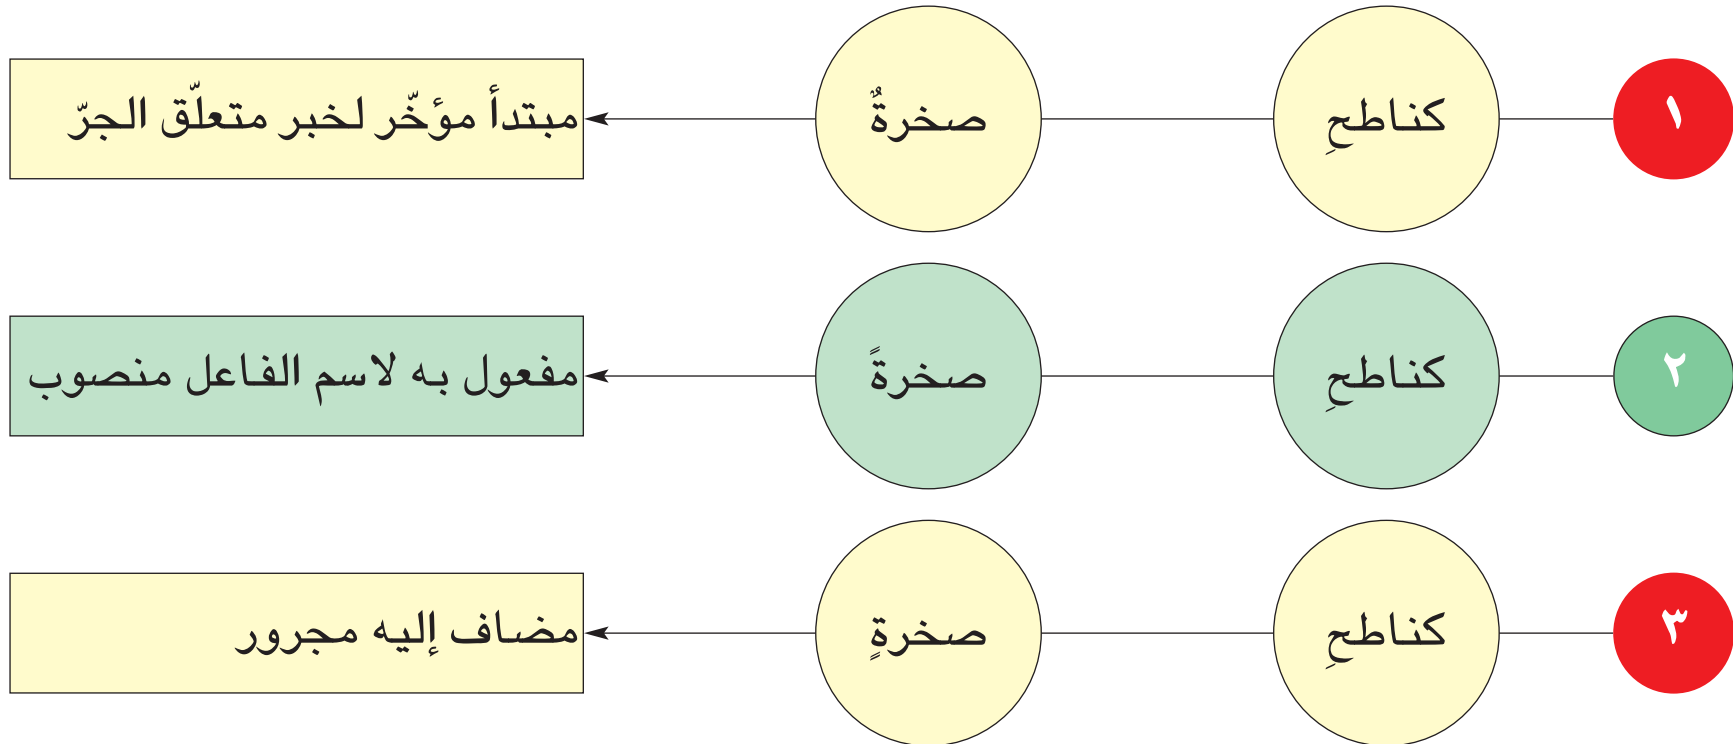 ١ كناطحِ صخرةٌ مبتدأ مؤخّر لخبر متعلّق الجرّ
٢ كناطحِ صخرةً مفعول به لاسم الفاعل منصوب
٣ كناطحِ صخرةٍ مضاف إليه مجرور